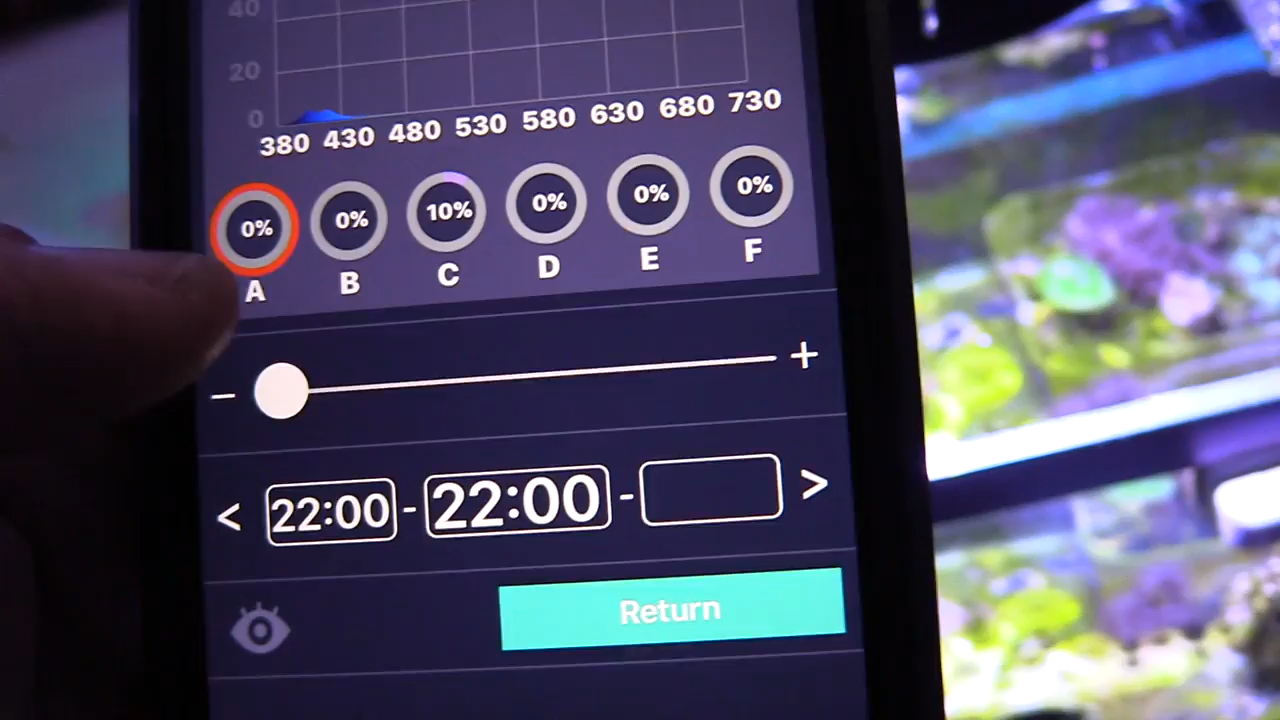 40
20
0
380 430 480 530 580 630 680 730
0% 0% 10% 0% 0% 0%
A B C D E F
− +
< 22:00 - 22:00 - >
Return